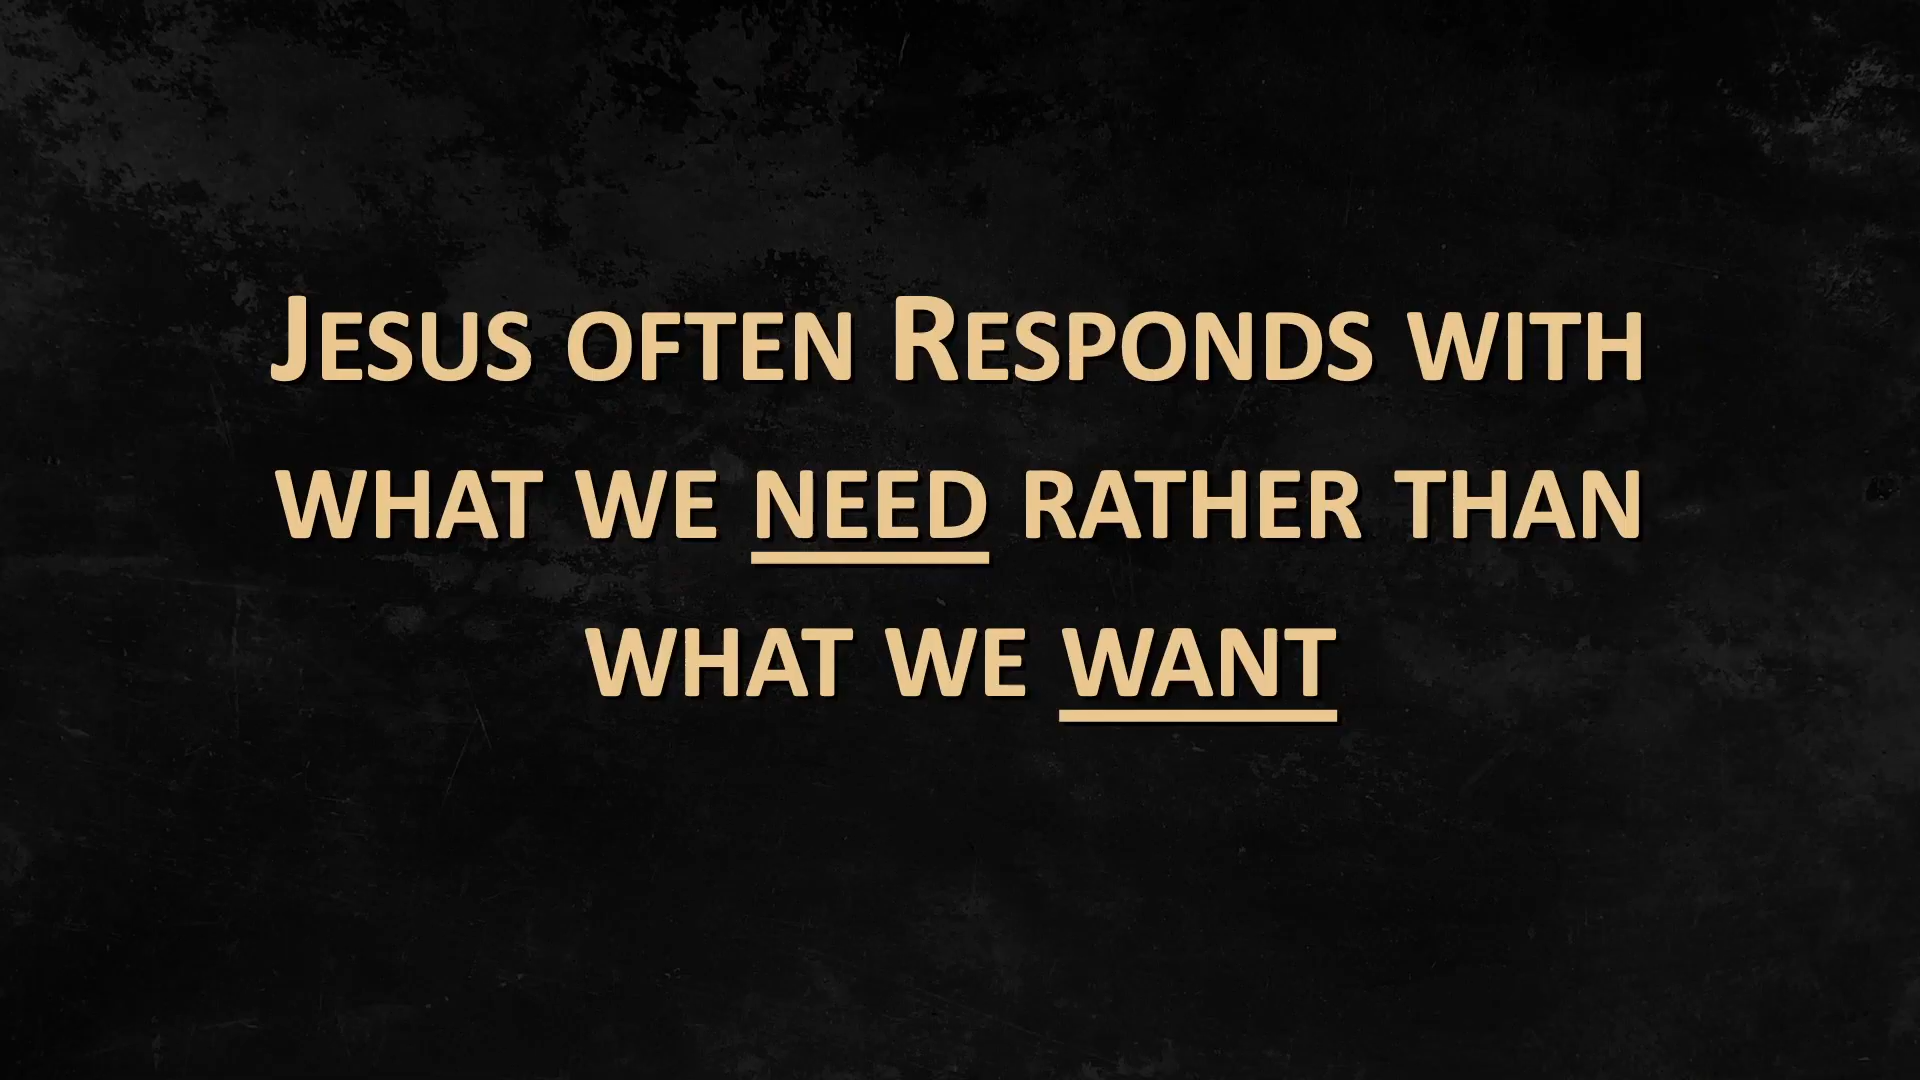 Jesus often Responds with
what we need rather than
what we want